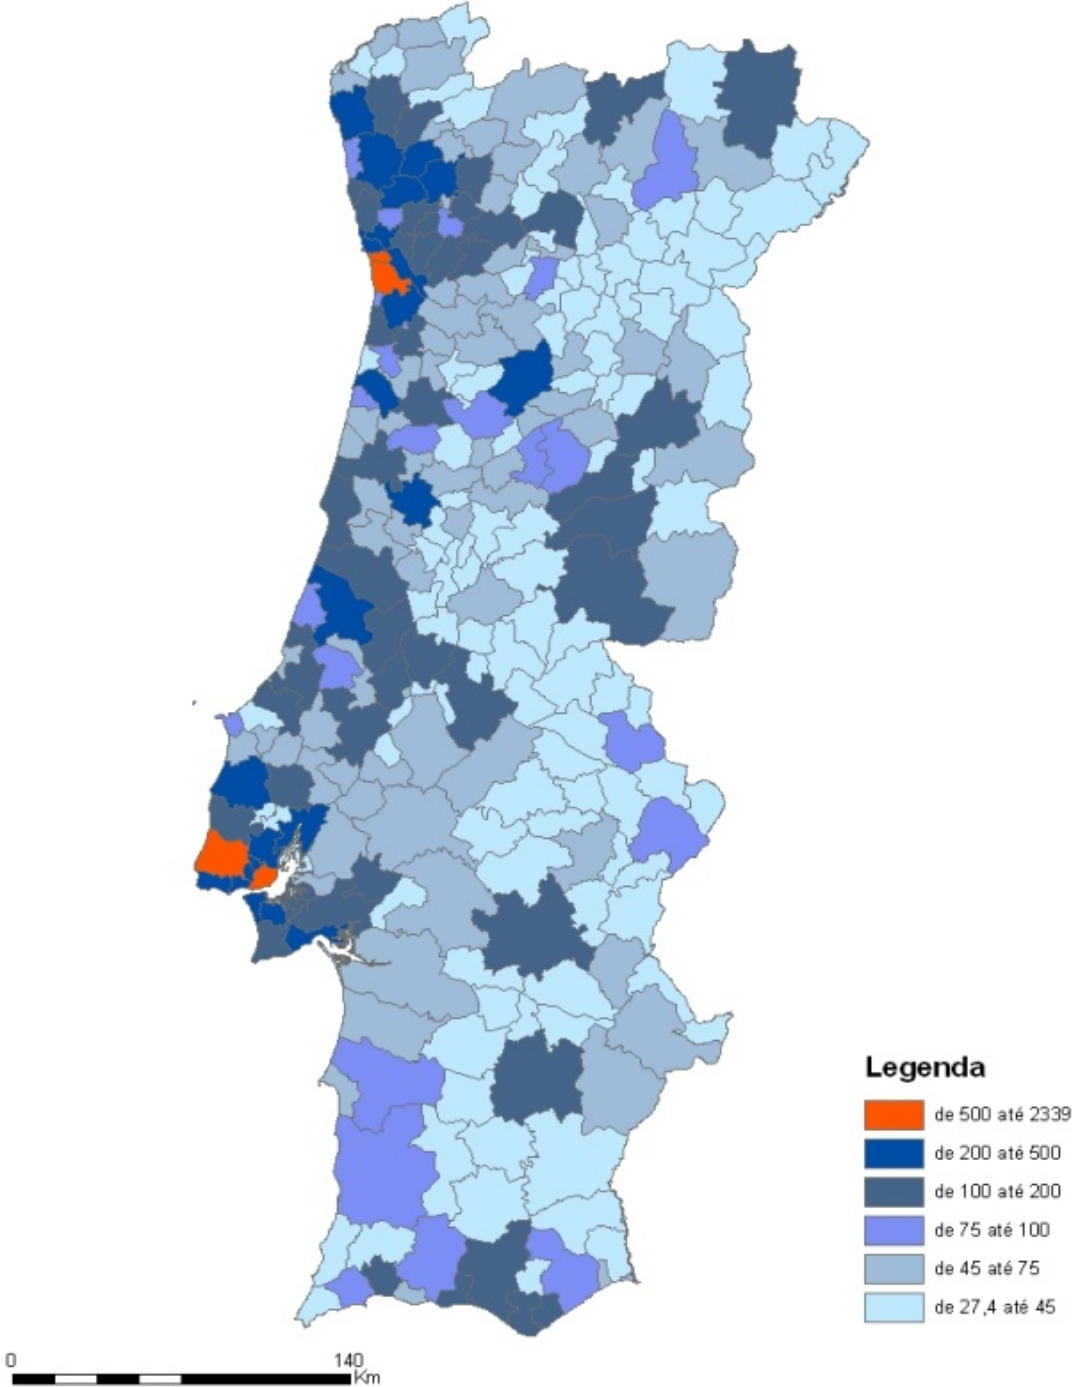 Legenda
de 500 até 2339
de 200 até 500
de 100 até 200
de 75 até 100
de 45 até 75
de 27,4 até 45
0 140
Km